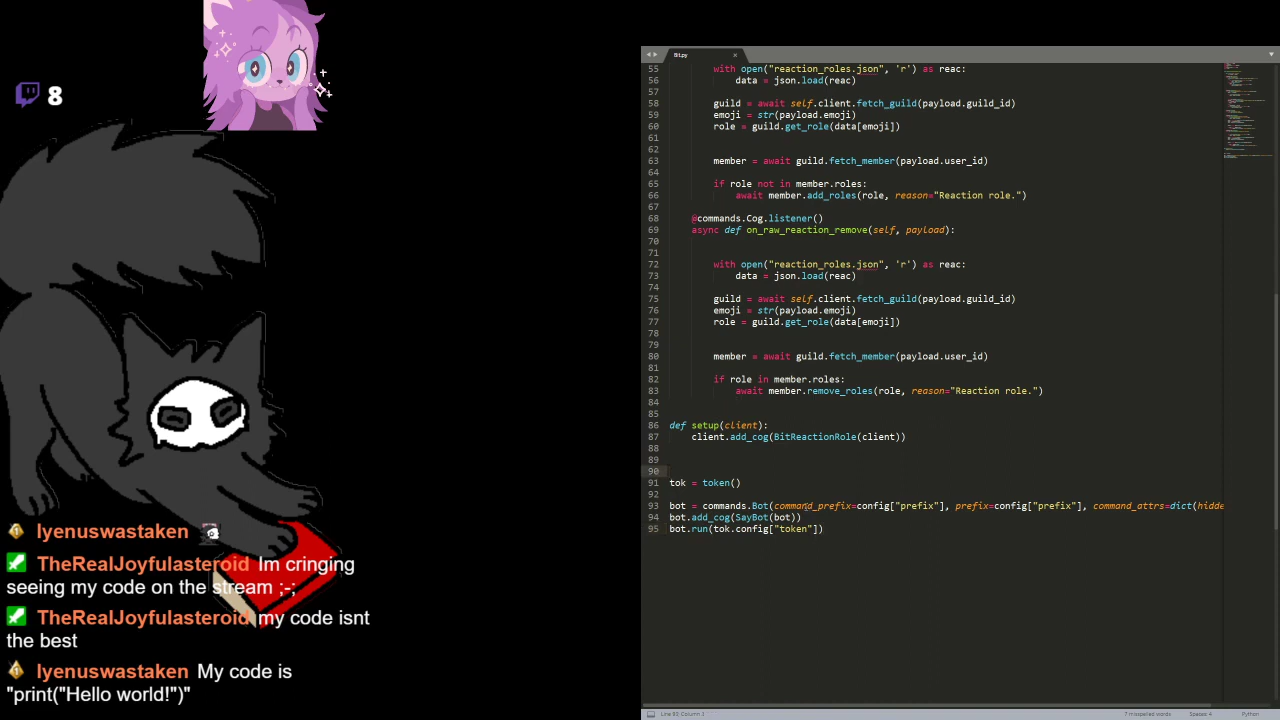 8
lyenuswastaken
TheRealJoyfulasteroid Im cringing
seeing my code on the stream ;-;
TheRealJoyfulasteroid my code isnt
the best
lyenuswastaken My code is
"print("Hello world!")"
Bit.py
55 with open("reaction_roles.json", 'r') as reac:
56 data = json.load(reac)
57
58 guild = await self.client.fetch_guild(payload.guild_id)
59 emoji = str(payload.emoji)
60 role = guild.get_role(data[emoji])
61
62
63 member = await guild.fetch_member(payload.user_id)
64
65 if role not in member.roles:
66 await member.add_roles(role, reason="Reaction role.")
67
68 @commands.Cog.listener()
69 async def on_raw_reaction_remove(self, payload):
70
71
72 with open("reaction_roles.json", 'r') as reac:
73 data = json.load(reac)
74
75 guild = await self.client.fetch_guild(payload.guild_id)
76 emoji = str(payload.emoji)
77 role = guild.get_role(data[emoji])
78
79
80 member = await guild.fetch_member(payload.user_id)
81
82 if role in member.roles:
83 await member.remove_roles(role, reason="Reaction role.")
84
85
86 def setup(client):
87 client.add_cog(BitReactionRole(client))
88
89
90
91 tok = token()
92
93 bot = commands.Bot(command_prefix=config["prefix"], prefix=config["prefix"], command_attrs=dict(hidde
94 bot.add_cog(SayBot(bot))
95 bot.run(tok.config["token"])
7 misspelled words
Spaces: 4
Python